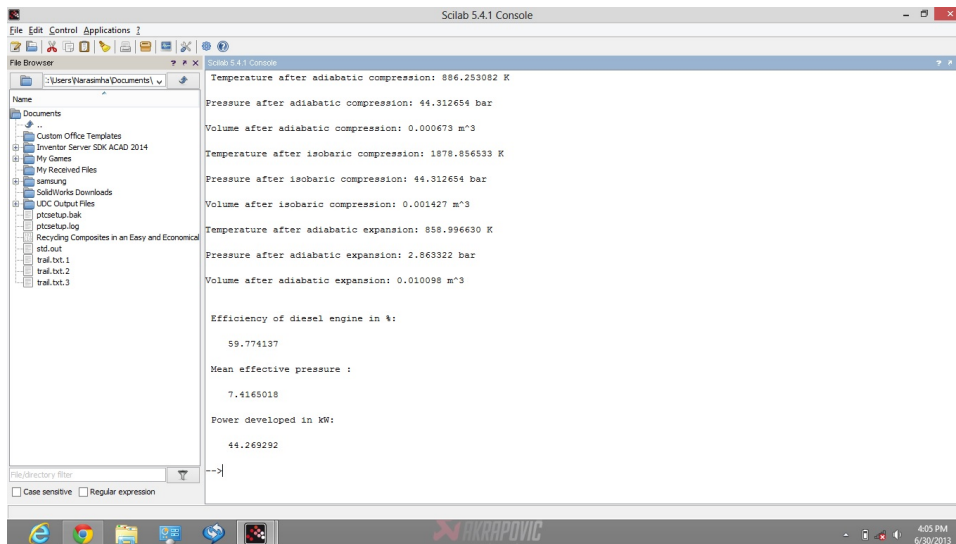 Scilab 5.4.1 Console
File Edit Control Applications ?
File Browser
Scilab 5.4.1 Console
:\Users\Narasimha\Documents\
Name
Documents
..
Custom Office Templates
Inventor Server SDK ACAD 2014
My Games
My Received Files
samsung
SolidWorks Downloads
UDC Output Files
ptcsetup.bak
ptcsetup.log
Recycling Composites in an Easy and Economical
std.out
trail.txt.1
trail.txt.2
trail.txt.3
File/directory filter
Case sensitive Regular expression
Temperature after adiabatic compression: 886.253082 K
Pressure after adiabatic compression: 44.312654 bar
Volume after adiabatic compression: 0.000673 m^3
Temperature after isobaric compression: 1878.856533 K
Pressure after isobaric compression: 44.312654 bar
Volume after isobaric compression: 0.001427 m^3
Temperature after adiabatic expansion: 858.996630 K
Pressure after adiabatic expansion: 2.863322 bar
Volume after adiabatic expansion: 0.010098 m^3
Efficiency of diesel engine in %:
59.774137
Mean effective pressure :
7.4165018
Power developed in kW:
44.269292
-->
AKRAPOVIC
4:05 PM
6/30/2013